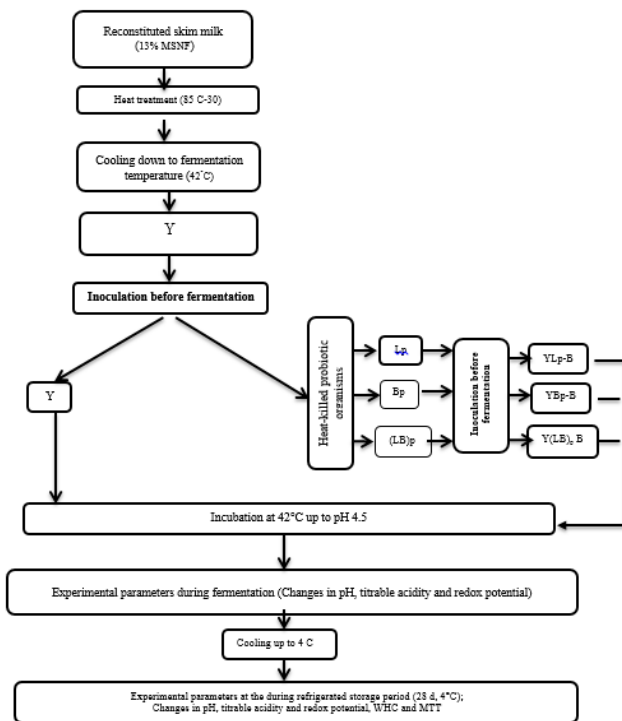 Reconstituted skim milk
(13% MSNF)
Heat treatment (85 C-30)
Cooling down to fermentation
temperature (42°C)
Y
Inoculation before fermentation
Y
Heat-killed probiotic
organisms
Lp
Bp
(LB)p
Inoculation before
fermentation
YLp-B
YBp-B
Y(LB)p B
Incubation at 42°C up to pH 4.5
Experimental parameters during fermentation (Changes in pH, titrable acidity and redox potential)
Cooling up to 4 C
Experimental parameters at the during refrigerated storage period (28 d, 4°C);
Changes in pH, titrable acidity and redox potential, WHC and MTT